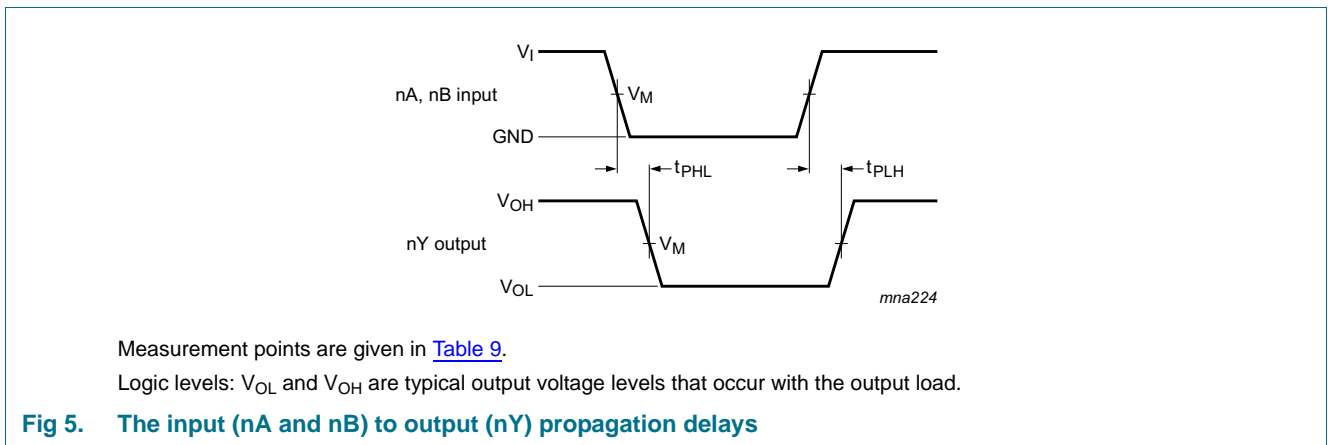 VI
nA, nB input
VM
GND
tPHL
tPLH
VOH
nY output
VM
VOL
mna224
Measurement points are given in Table 9.
Logic levels: VOL and VOH are typical output voltage levels that occur with the output load.
Fig 5. The input (nA and nB) to output (nY) propagation delays